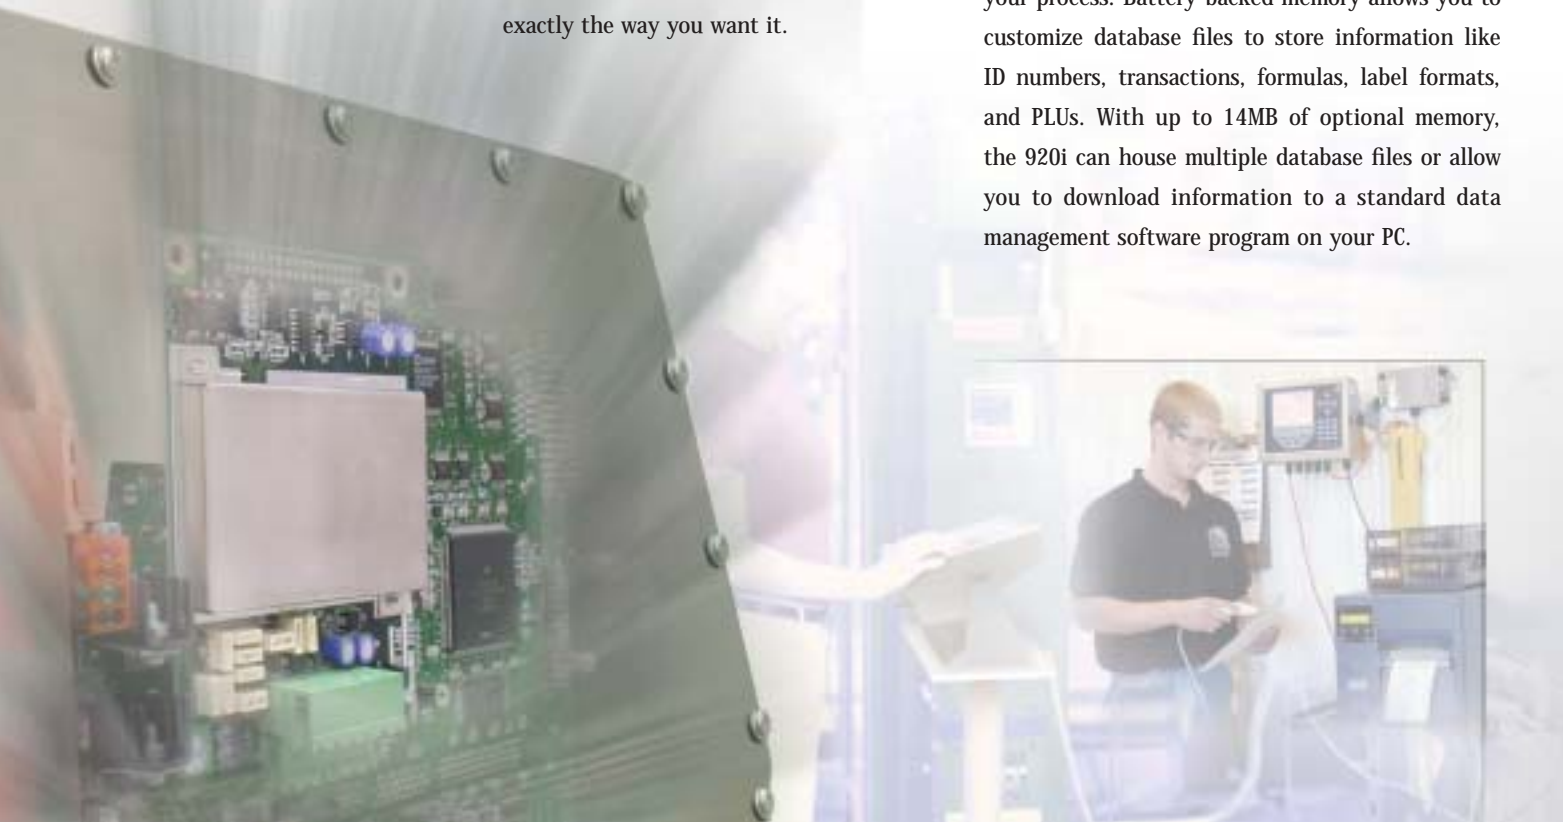 exactly the way you want it.
your process. Battery-backed memory allows you to
customize database files to store information like
ID numbers, transactions, formulas, label formats,
and PLUs. With up to 14MB of optional memory,
the 920i can house multiple database files or allow
you to download information to a standard data
management software program on your PC.